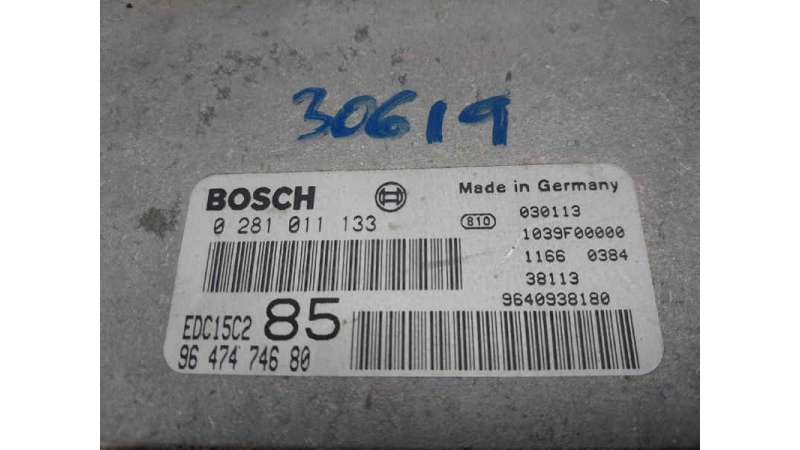 30619
BOSCH
Made in Germany
0 281 011 133
810
030113
1039F00000
1166 0384
38113
9640938180
EDC15C2 85
96 474 746 80